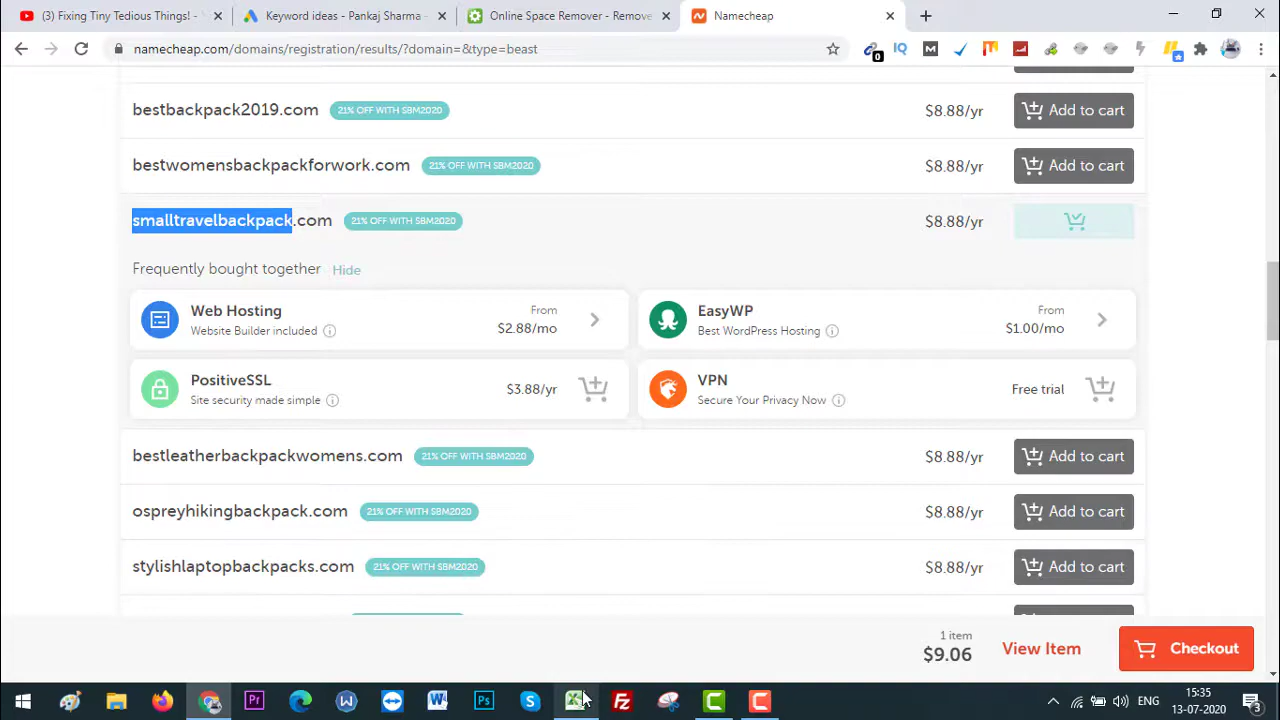 (3) Fixing Tiny Tedious Things! -
Keyword ideas - Pankaj Sharma -
Online Space Remover - Remove
Namecheap
namecheap.com/domains/registration/results/?domain=&type=beast
0
IQ
M
bestbackpack2019.com 21% OFF WITH SBM2020 $8.88/yr Add to cart
bestwomensbackpackforwork.com 21% OFF WITH SBM2020 $8.88/yr Add to cart
smalltravelbackpack.com 21% OFF WITH SBM2020 $8.88/yr
Frequently bought together Hide
Web Hosting
Website Builder included
From
$2.88/mo
EasyWP
Best WordPress Hosting
From
$1.00/mo
PositiveSSL
Site security made simple
$3.88/yr
VPN
Secure Your Privacy Now
Free trial
bestleatherbackpackwomens.com 21% OFF WITH SBM2020 $8.88/yr Add to cart
ospreyhikingbackpack.com 21% OFF WITH SBM2020 $8.88/yr Add to cart
stylishlaptopbackpacks.com 21% OFF WITH SBM2020 $8.88/yr Add to cart
1 item
$9.06
View Item
Checkout
Pr
W
W
Ps
S
X
Fz
C
C
ENG
15:35
13-07-2020
3